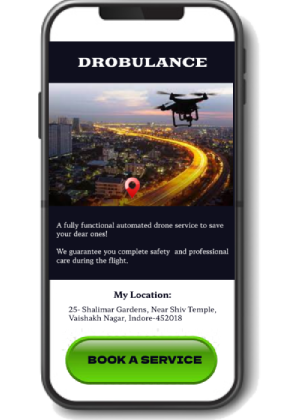 DROBULANCE
A fully functional automated drone service to save
your dear ones!
We guarantee you complete safety and professional
care during the flight.
My Location:
25- Shalimar Gardens, Near Shiv Temple,
Vaishakh Nagar, Indore-452018
BOOK A SERVICE